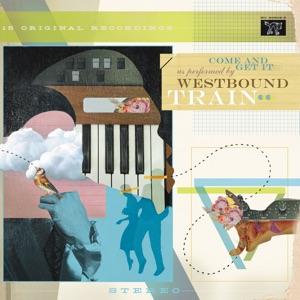 15 ORIGINAL RECORDINGS
COME AND
GET IT
as performed by
WESTBOUND
TRAIN
STEREO